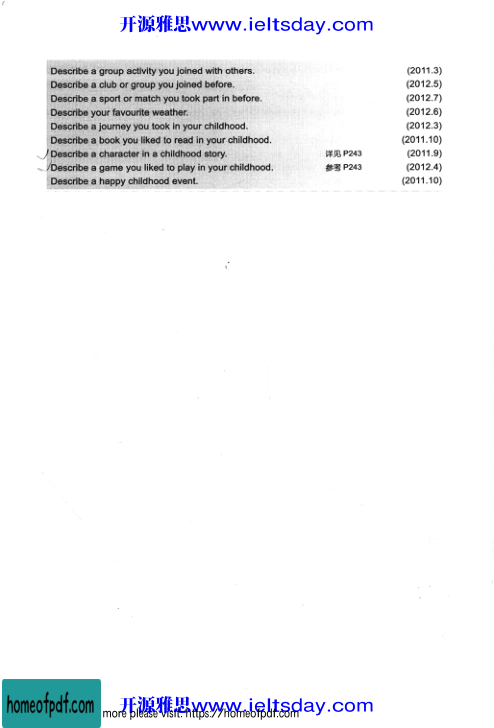 开源雅思www.ieltsday.com
Describe a group activity you joined with others. (2011.3)
Describe a club or group you joined before. (2012.5)
Describe a sport or match you took part in before. (2012.7)
Describe your favourite weather. (2012.6)
Describe a journey you took in your childhood. (2012.3)
Describe a book you liked to read in your childhood. (2011.10)
Describe a character in a childhood story. 详见 P243 (2011.9)
Describe a game you liked to play in your childhood. 参考 P243 (2012.4)
Describe a happy childhood event. (2011.10)
homeofpdf.com
开源雅思www.ieltsday.com
more please visit: https://homeofpdf.com